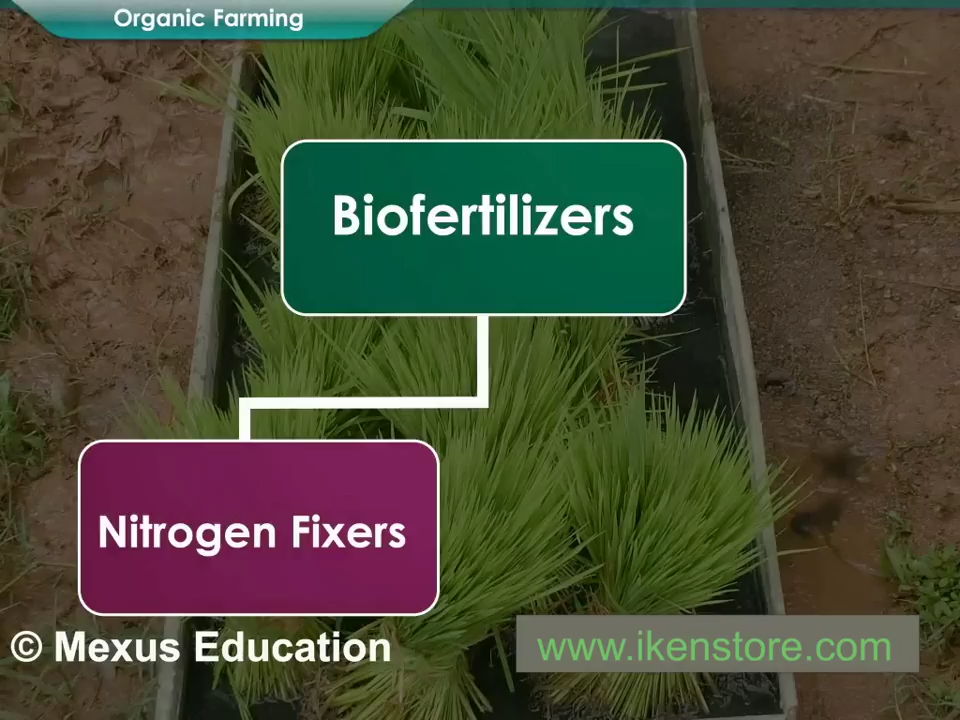 Organic Farming
Biofertilizers
Nitrogen Fixers
© Mexus Education
www.ikenstore.com